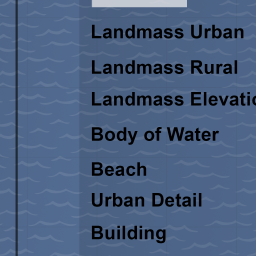 Landmass Urban
Landmass Rural
Landmass Elevatio
Body of Water
Beach
Urban Detail
Building